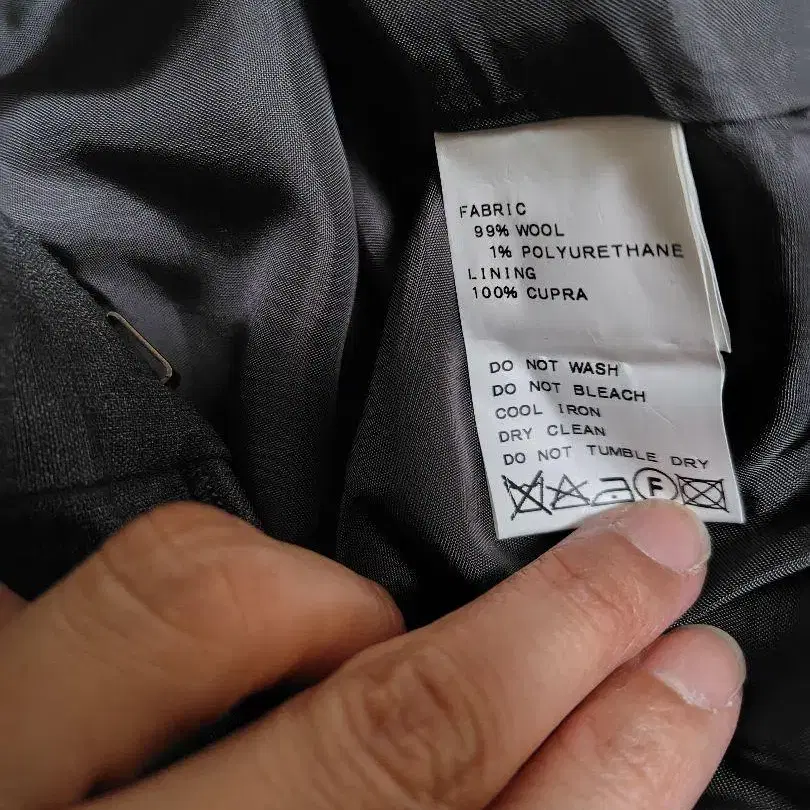 FABRIC
99% WOOL
1% POLYURETHANE
LINING
100% CUPRA
DO NOT WASH
DO NOT BLEACH
COOL IRON
DRY CLEAN
DO NOT TUMBLE DRY
F